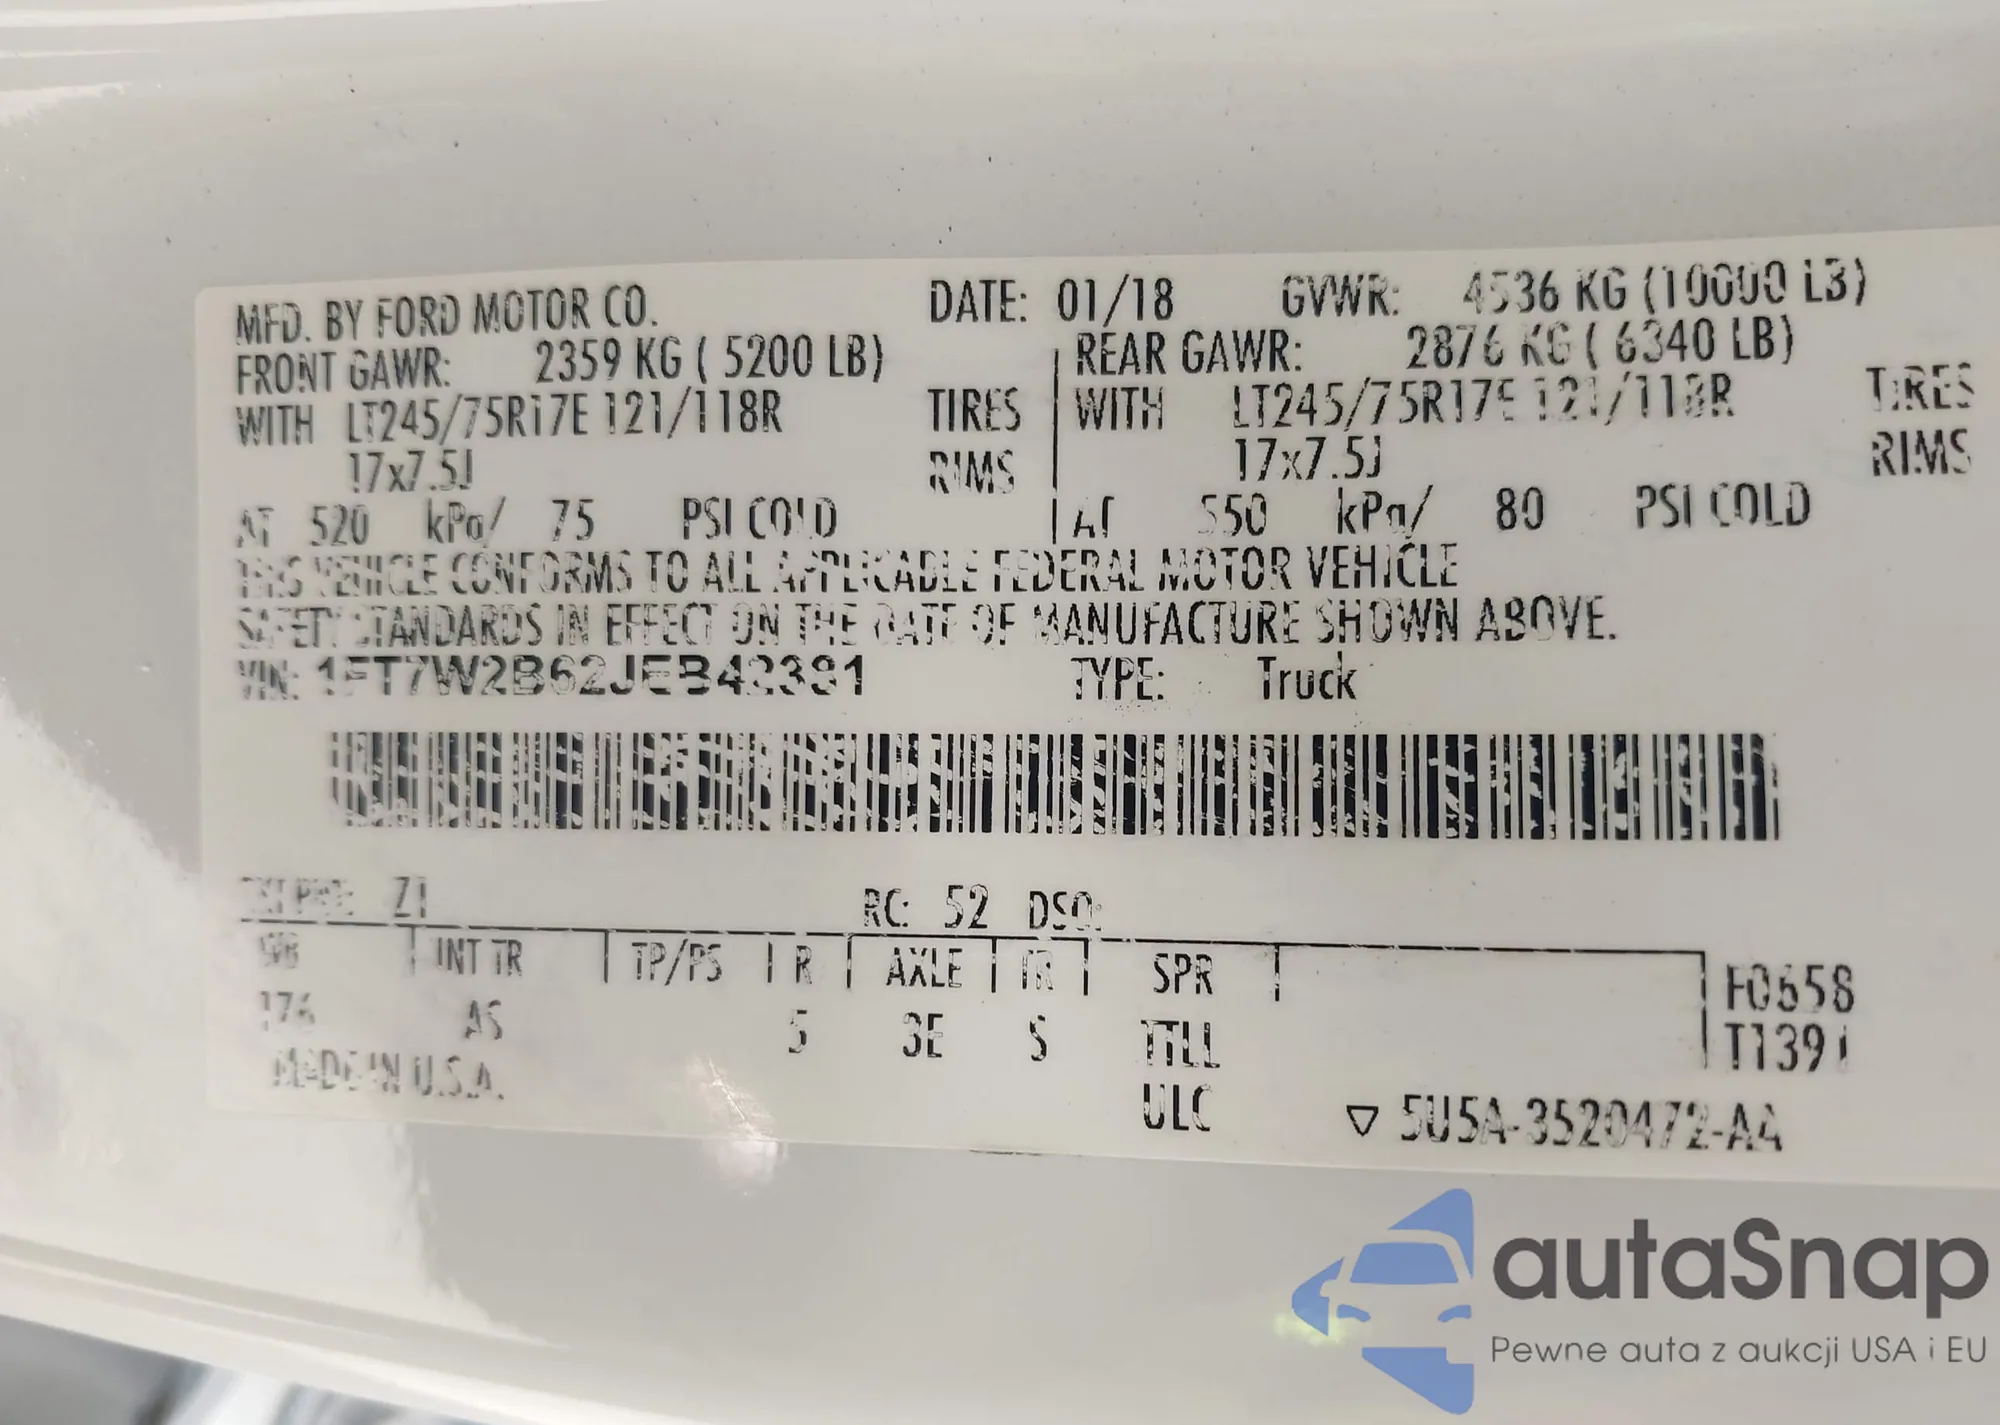 MFD. BY FORD MOTOR CO. DATE: 01/18 GVWR: 4536 KG (10000 LB)
FRONT GAWR: 2359 KG ( 5200 LB) REAR GAWR: 2876 KG ( 6340 LB)
WITH LT245/75R17E 121/118R TIRES WITH LT245/75R17E 121/118R TIRES
17x7.5J RIMS 17x7.5J RIMS
AT 520 kPa/ 75 PSI COLD AT 550 kPa/ 80 PSI COLD
THIS VEHICLE CONFORMS TO ALL APPLICABLE FEDERAL MOTOR VEHICLE
SAFETY STANDARDS IN EFFECT ON THE DATE OF MANUFACTURE SHOWN ABOVE.
VIN: 1FT7W2B62JEB42381 TYPE: Truck
EXT PNT: Z1 RC: 52 DSO:
WB INT TR TP/PS R AXLE TR SPR F0658
176 AS 5 3E S TTLL T1391
MADE IN U.S.A. ULC ▽ 5U5A-3520472-AA
autaSnap
Pewne auta z aukcji USA i EU